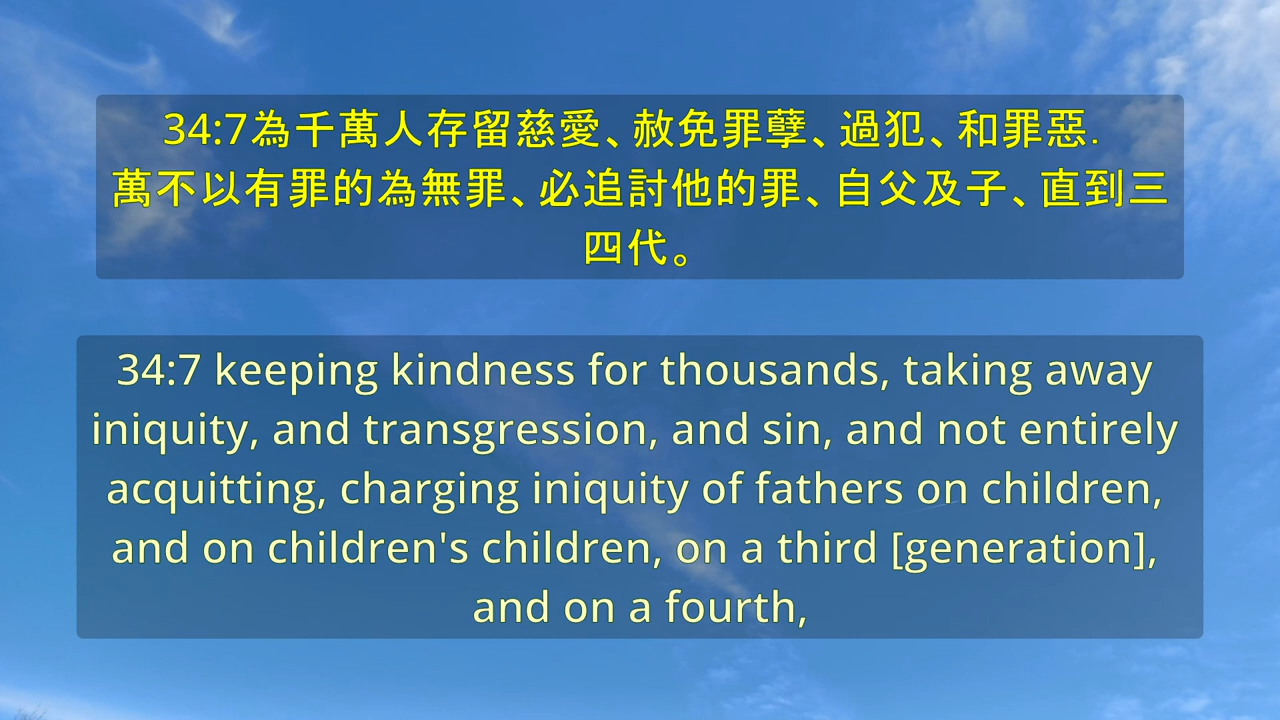 34:7為千萬人存留慈愛、赦免罪孽、過犯、和罪惡.
萬不以有罪的為無罪、必追討他的罪、自父及子、直到三
四代。
34:7 keeping kindness for thousands, taking away
iniquity, and transgression, and sin, and not entirely
acquitting, charging iniquity of fathers on children,
and on children's children, on a third [generation],
and on a fourth,